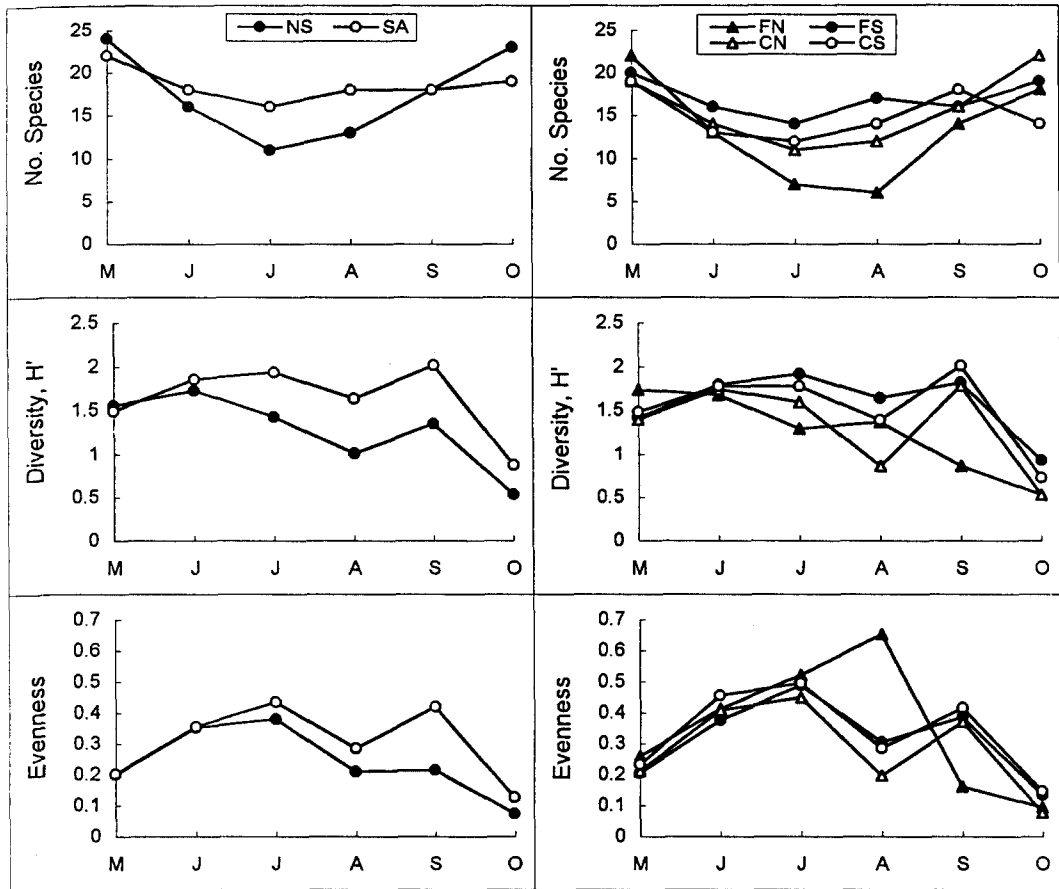 NS SA
No. Species
25
20
15
10
5
0
M J J A S O
FN FS
CN CS
No. Species
25
20
15
10
5
0
M J J A S O
Diversity, H'
2.5
2
1.5
1
0.5
0
M J J A S O
Diversity, H'
2.5
2
1.5
1
0.5
0
M J J A S O
Evenness
0.7
0.6
0.5
0.4
0.3
0.2
0.1
0
M J J A S O
Evenness
0.7
0.6
0.5
0.4
0.3
0.2
0.1
0
M J J A S O